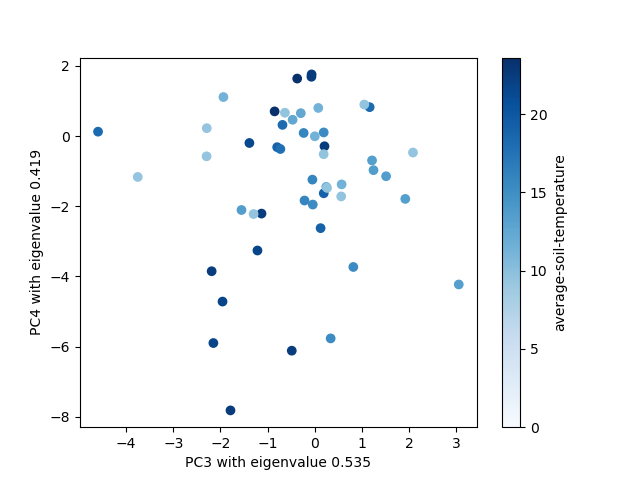 2
0
−2
−4
−6
−8
PC4 with eigenvalue 0.419
−4 −3 −2 −1 0 1 2 3
PC3 with eigenvalue 0.535
20
15
10
5
0
average-soil-temperature